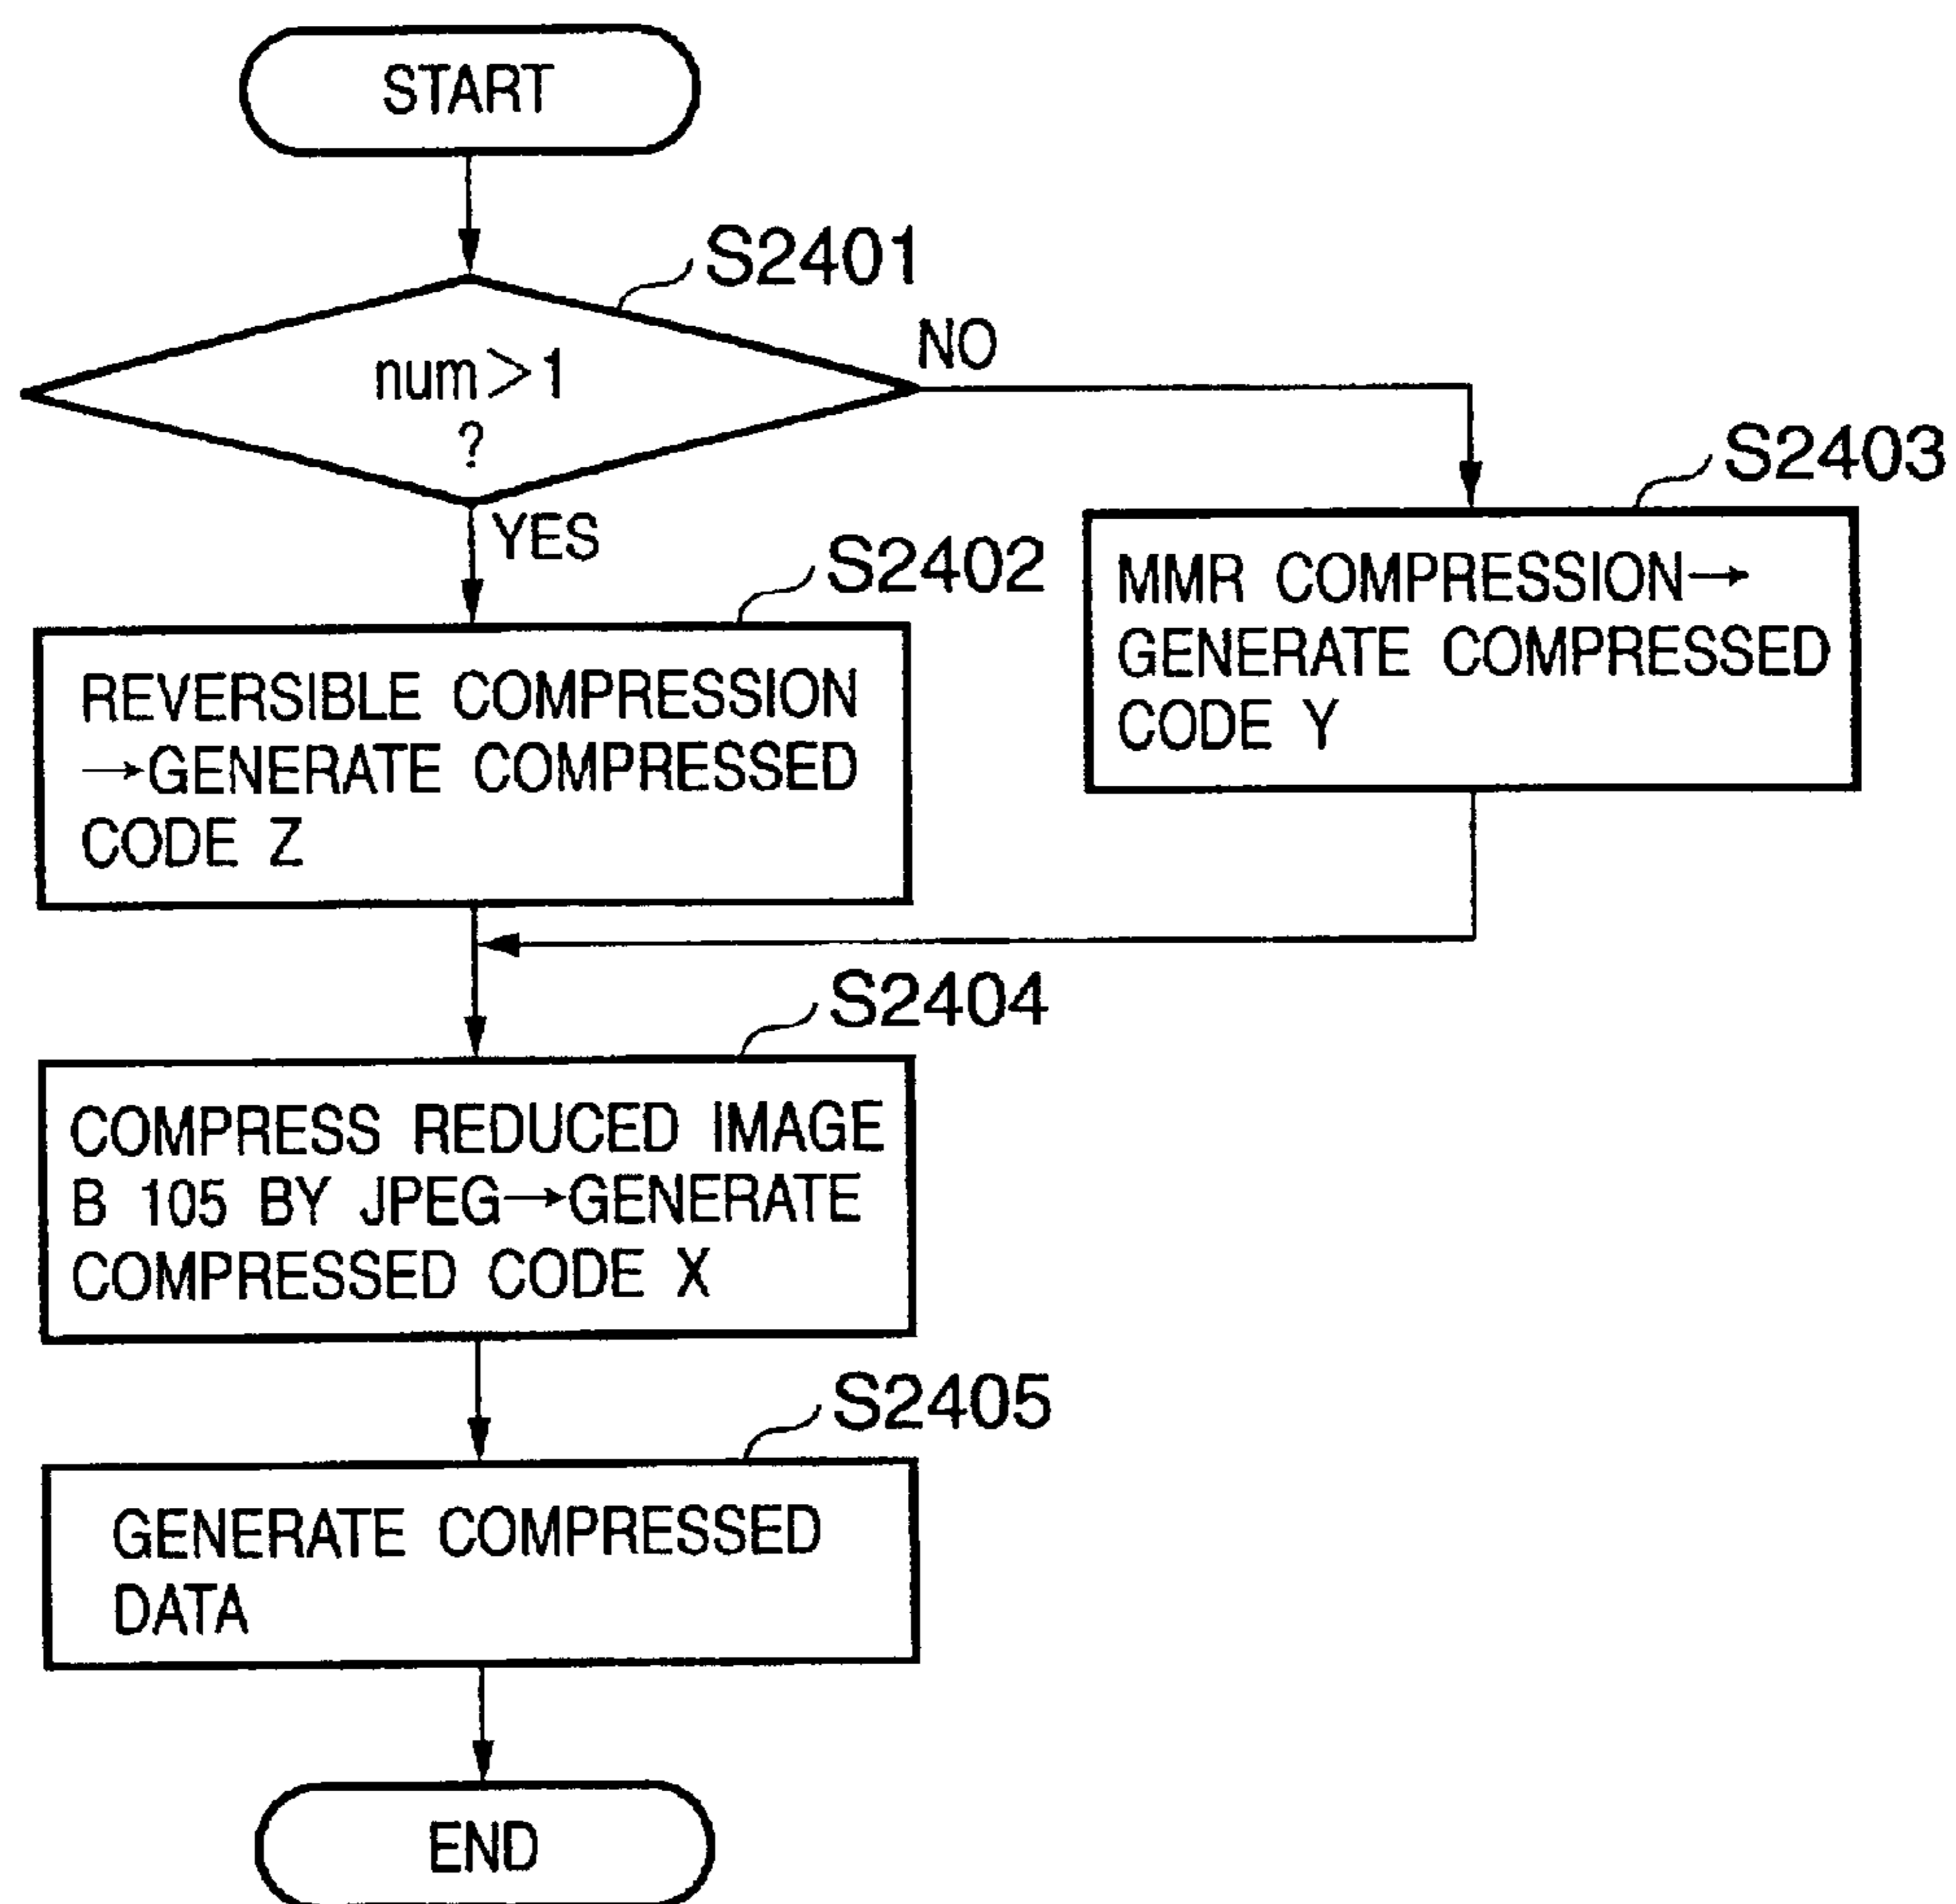 START
S2401
num>1
?
NO
YES
S2403
MMR COMPRESSION→
GENERATE COMPRESSED
CODE Y
S2402
REVERSIBLE COMPRESSION
→GENERATE COMPRESSED
CODE Z
S2404
COMPRESS REDUCED IMAGE
B 105 BY JPEG→GENERATE
COMPRESSED CODE X
S2405
GENERATE COMPRESSED
DATA
END